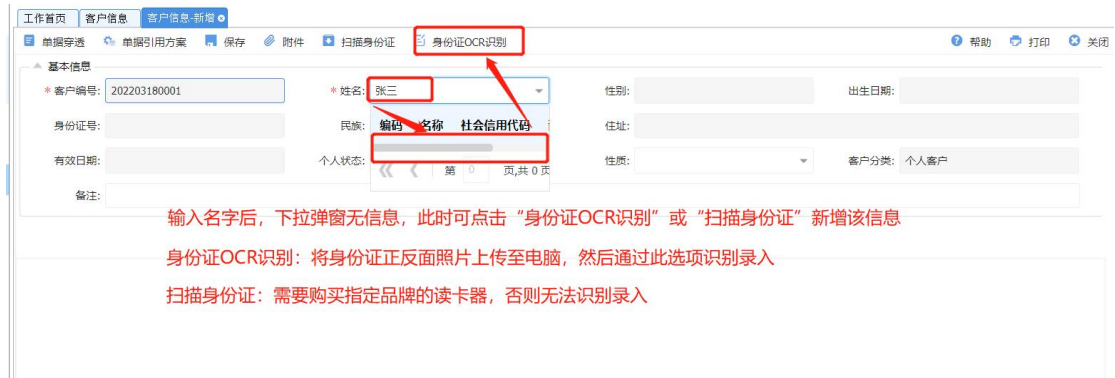 工作首页 客户信息 客户信息-新增
单据穿透 单据引用方案 保存 附件 扫描身份证 身份证OCR识别 帮助 打印 关闭
基本信息
* 客户编号: 202203180001 * 姓名: 张三 性别: 出生日期:
身份证号: 民族: 编码 名称 社会信用代码 住址:
有效日期: 个人状态: 第 0 页,共 0 页 性质: 客户分类: 个人客户
备注:
输入名字后，下拉弹窗无信息，此时可点击“身份证OCR识别”或“扫描身份证”新增该信息
身份证OCR识别：将身份证正反面照片上传至电脑，然后通过此选项识别录入
扫描身份证：需要购买指定品牌的读卡器，否则无法识别录入